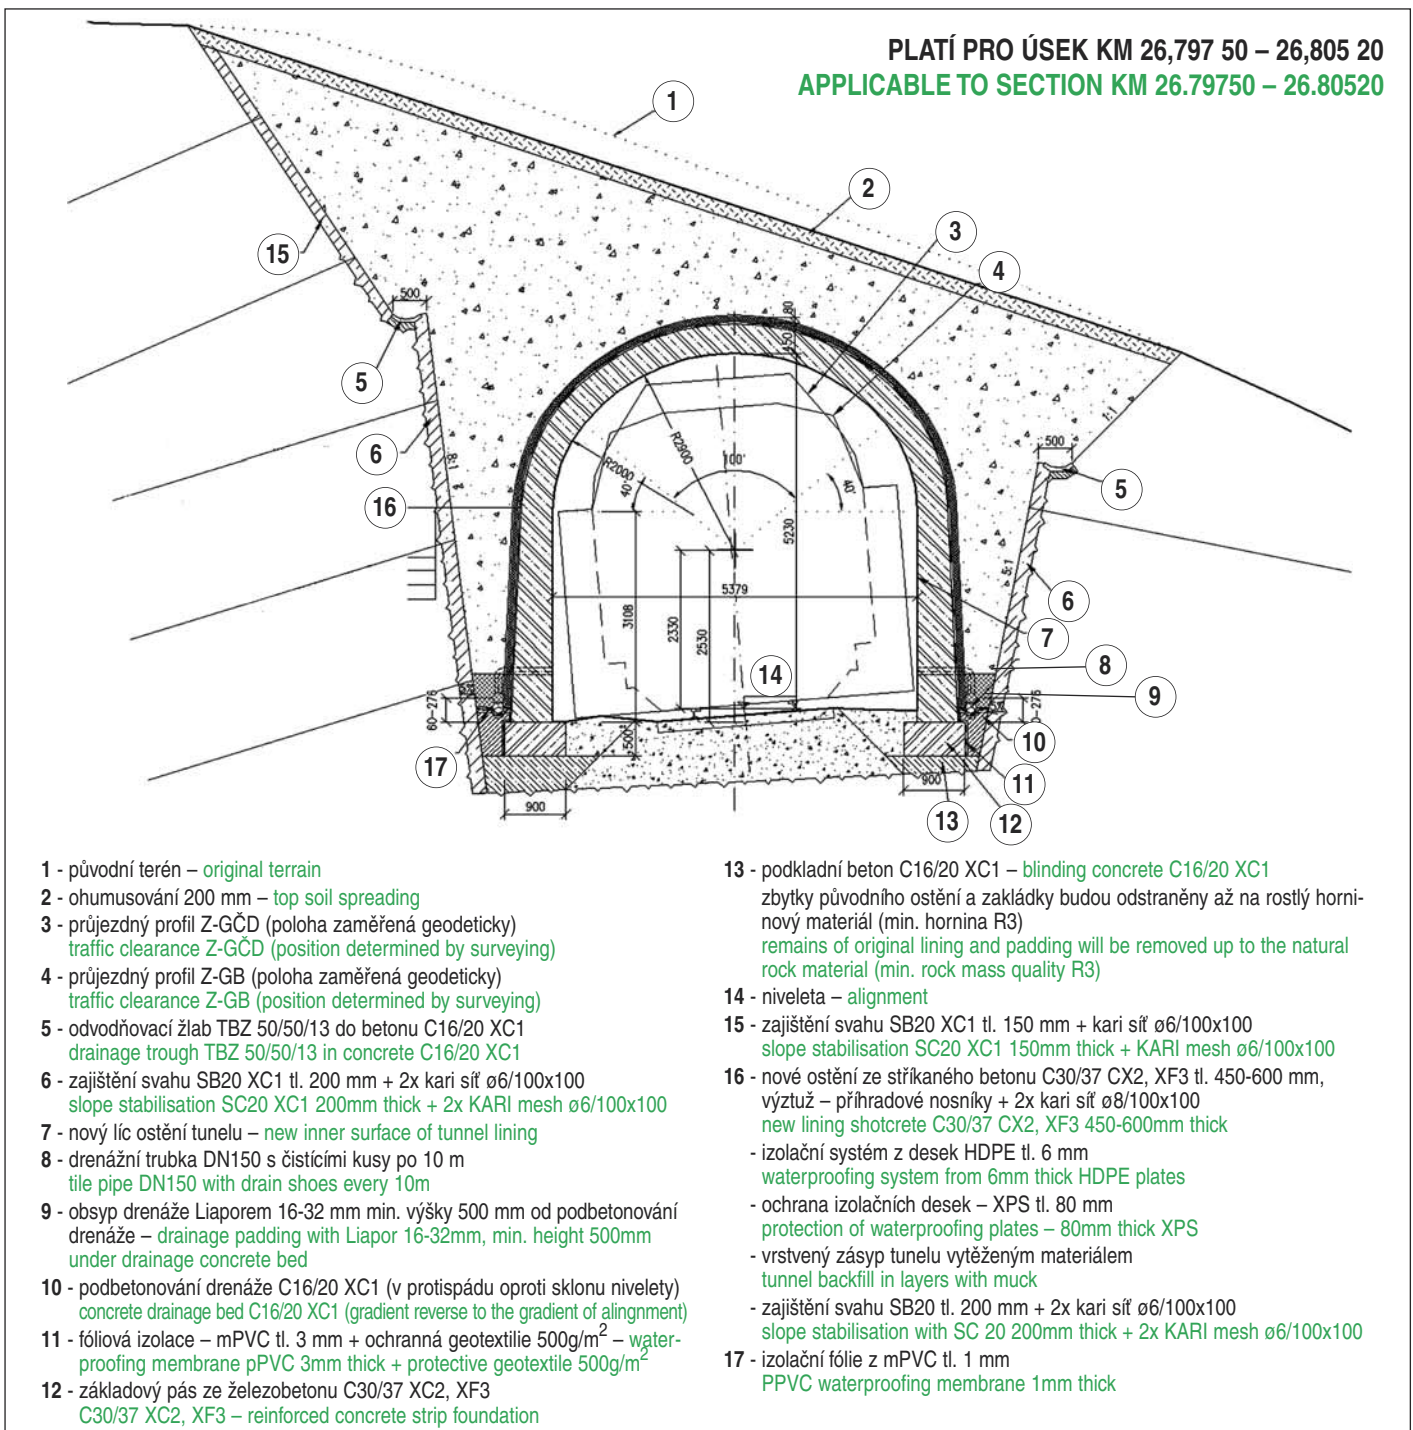 PLATÍ PRO ÚSEK KM 26,797 50 – 26,805 20
APPLICABLE TO SECTION KM 26.79750 – 26.80520
1
2
3
4
15
500
80
450
5
6
8:1
16
R2900
R2000
100°
40°
40°
5230
1:1
500
5
5:1
6
5379
3108
2330
2530
7
14
8
9
60–275
10
17
500
11
900
900
13
12
1 - původní terén – original terrain
2 - ohumusování 200 mm – top soil spreading
3 - průjezdný profil Z-GČD (poloha zaměřená geodeticky)
traffic clearance Z-GČD (position determined by surveying)
4 - průjezdný profil Z-GB (poloha zaměřená geodeticky)
traffic clearance Z-GB (position determined by surveying)
5 - odvodňovací žlab TBZ 50/50/13 do betonu C16/20 XC1
drainage trough TBZ 50/50/13 in concrete C16/20 XC1
6 - zajištění svahu SB20 XC1 tl. 200 mm + 2x kari síť ø6/100x100
slope stabilisation SC20 XC1 200mm thick + 2x KARI mesh ø6/100x100
7 - nový líc ostění tunelu – new inner surface of tunnel lining
8 - drenážní trubka DN150 s čistícími kusy po 10 m
tile pipe DN150 with drain shoes every 10m
9 - obsyp drenáže Liaporem 16-32 mm min. výšky 500 mm od podbetonování
drenáže – drainage padding with Liapor 16-32mm, min. height 500mm
under drainage concrete bed
10 - podbetonování drenáže C16/20 XC1 (v protispádu oproti sklonu nivelety)
concrete drainage bed C16/20 XC1 (gradient reverse to the gradient of alingnment)
11 - fóliová izolace – mPVC tl. 3 mm + ochranná geotextilie 500g/m² – water-
proofing membrane pPVC 3mm thick + protective geotextile 500g/m²
12 - základový pás ze železobetonu C30/37 XC2, XF3
C30/37 XC2, XF3 – reinforced concrete strip foundation
13 - podkladní beton C16/20 XC1 – blinding concrete C16/20 XC1
zbytky původního ostění a zakládky budou odstraněny až na rostlý horni-
nový materiál (min. hornina R3)
remains of original lining and padding will be removed up to the natural
rock material (min. rock mass quality R3)
14 - niveleta – alignment
15 - zajištění svahu SB20 XC1 tl. 150 mm + kari síť ø6/100x100
slope stabilisation SC20 XC1 150mm thick + KARI mesh ø6/100x100
16 - nové ostění ze stříkaného betonu C30/37 CX2, XF3 tl. 450-600 mm,
výztuž – příhradové nosníky + 2x kari síť ø8/100x100
new lining shotcrete C30/37 CX2, XF3 450-600mm thick
- izolační systém z desek HDPE tl. 6 mm
waterproofing system from 6mm thick HDPE plates
- ochrana izolačních desek – XPS tl. 80 mm
protection of waterproofing plates – 80mm thick XPS
- vrstvený zásyp tunelu vytěženým materiálem
tunnel backfill in layers with muck
- zajištění svahu SB20 tl. 200 mm + 2x kari síť ø6/100x100
slope stabilisation with SC 20 200mm thick + 2x KARI mesh ø6/100x100
17 - izolační fólie z mPVC tl. 1 mm
PPVC waterproofing membrane 1mm thick